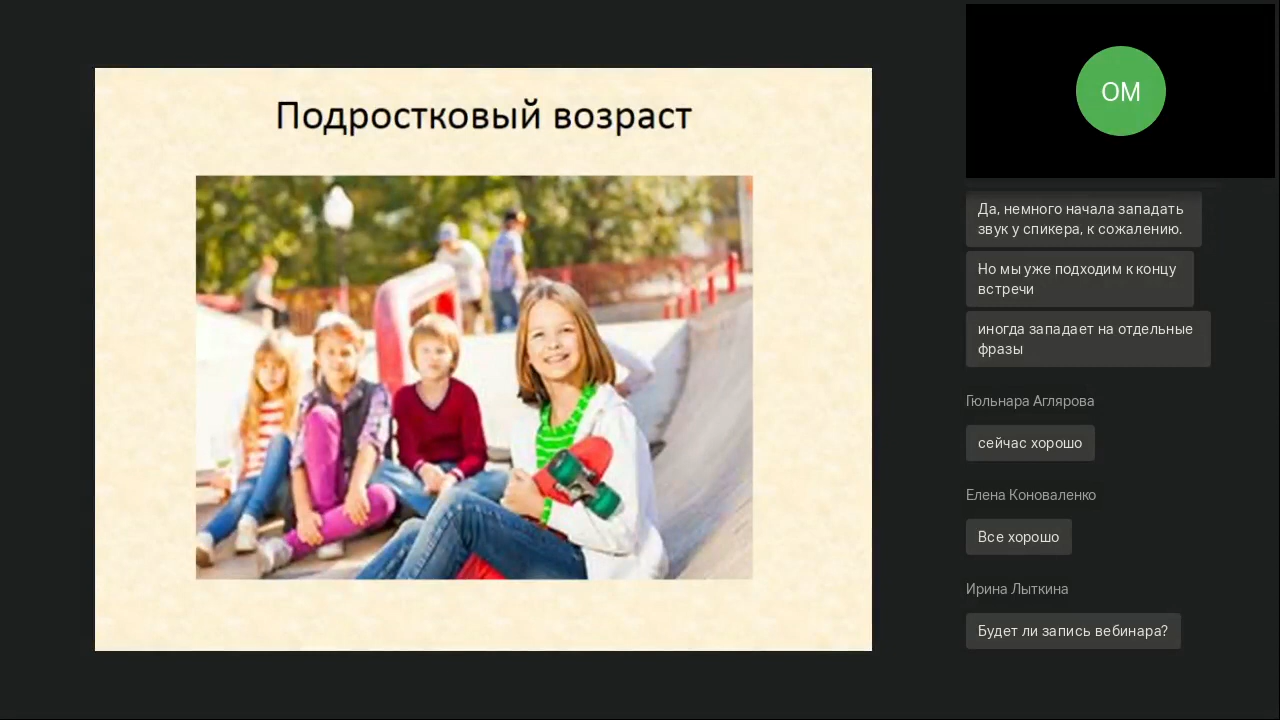 Подростковый возраст
ОМ
Да, немного начала западать
звук у спикера, к сожалению.
Но мы уже подходим к концу
встречи
иногда западает на отдельные
фразы
Гюльнара Аглярова
сейчас хорошо
Елена Коноваленко
Все хорошо
Ирина Лыткина
Будет ли запись вебинара?